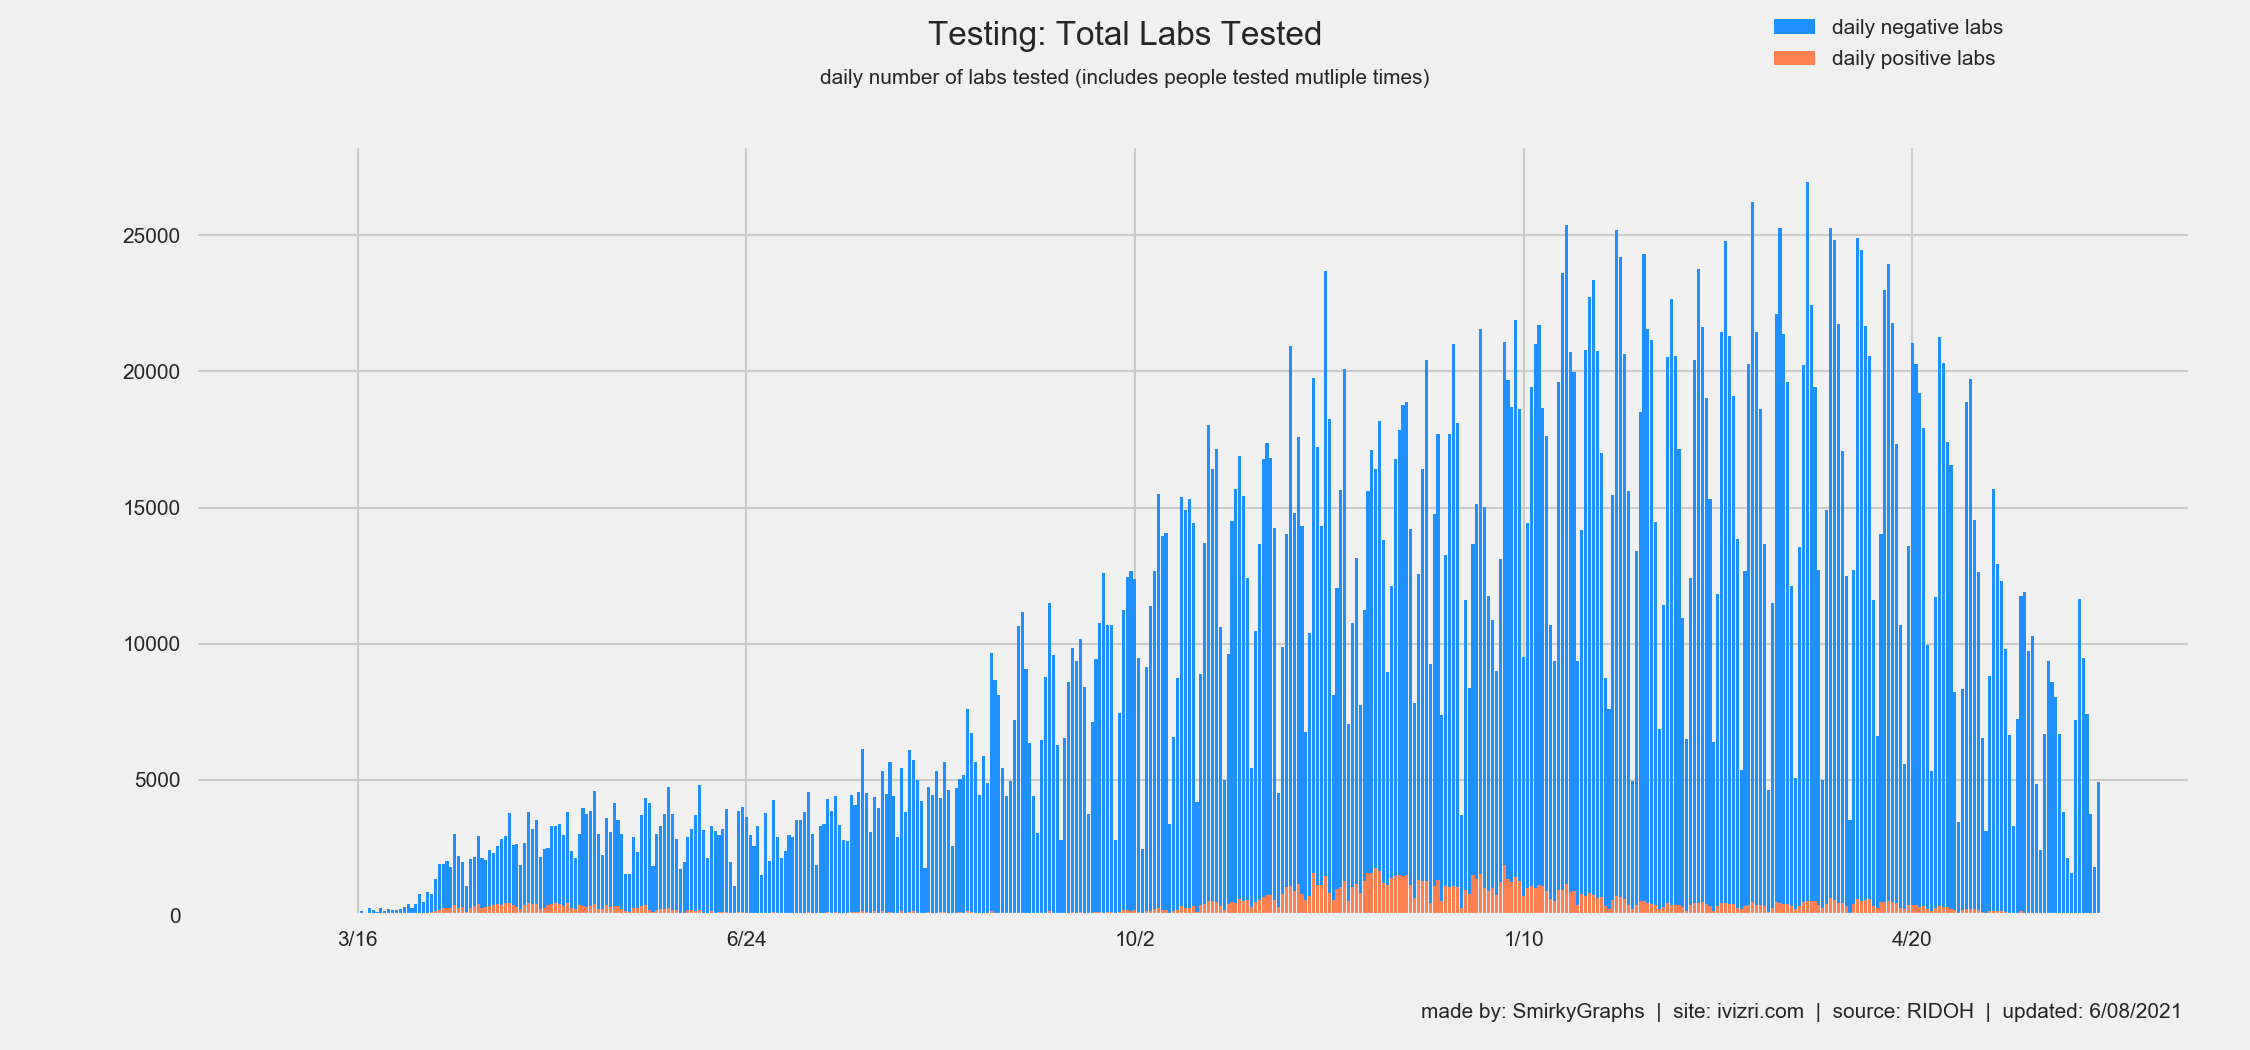 Testing: Total Labs Tested
daily number of labs tested (includes people tested mutliple times)
daily negative labs
daily positive labs
25000
20000
15000
10000
5000
0
3/16 6/24 10/2 1/10 4/20
made by: SmirkyGraphs | site: ivizri.com | source: RIDOH | updated: 6/08/2021